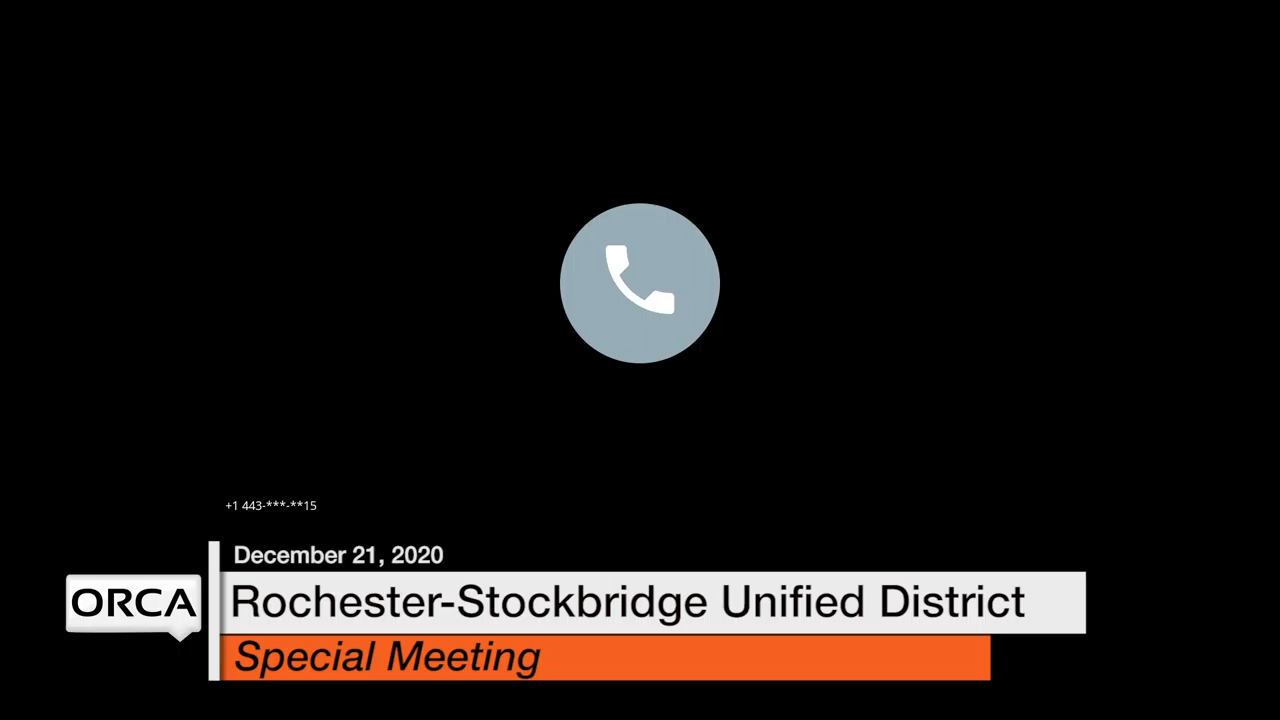 +1 443-***-**15
December 21, 2020
ORCA
Rochester-Stockbridge Unified District
Special Meeting